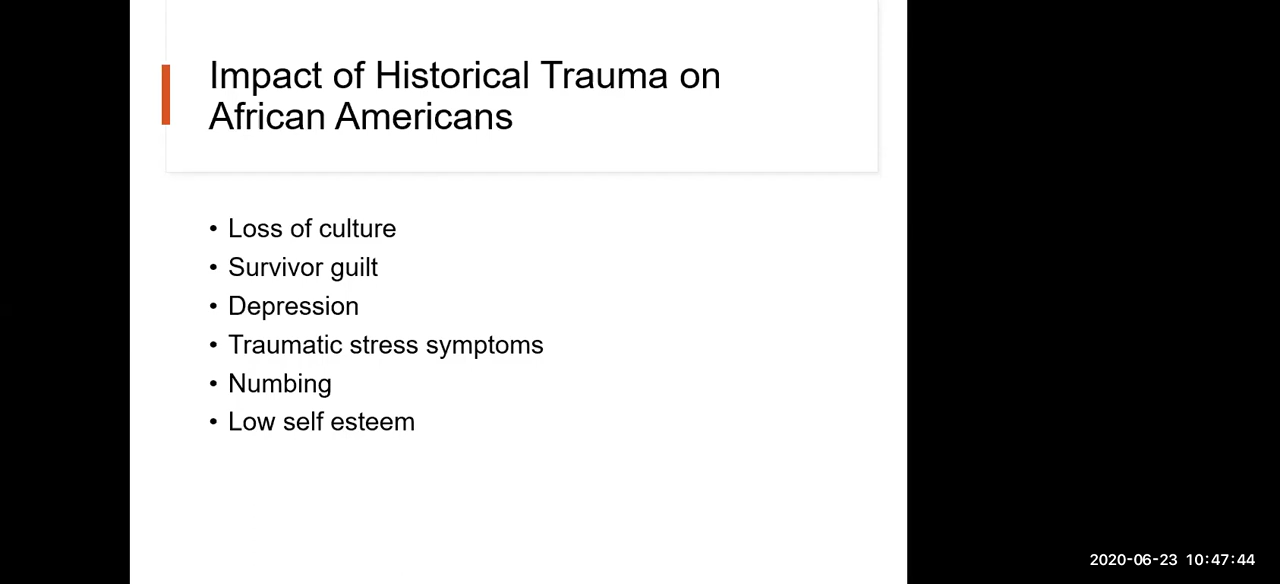 Impact of Historical Trauma on
African Americans
• Loss of culture
• Survivor guilt
• Depression
• Traumatic stress symptoms
• Numbing
• Low self esteem
2020-06-23 10:47:44